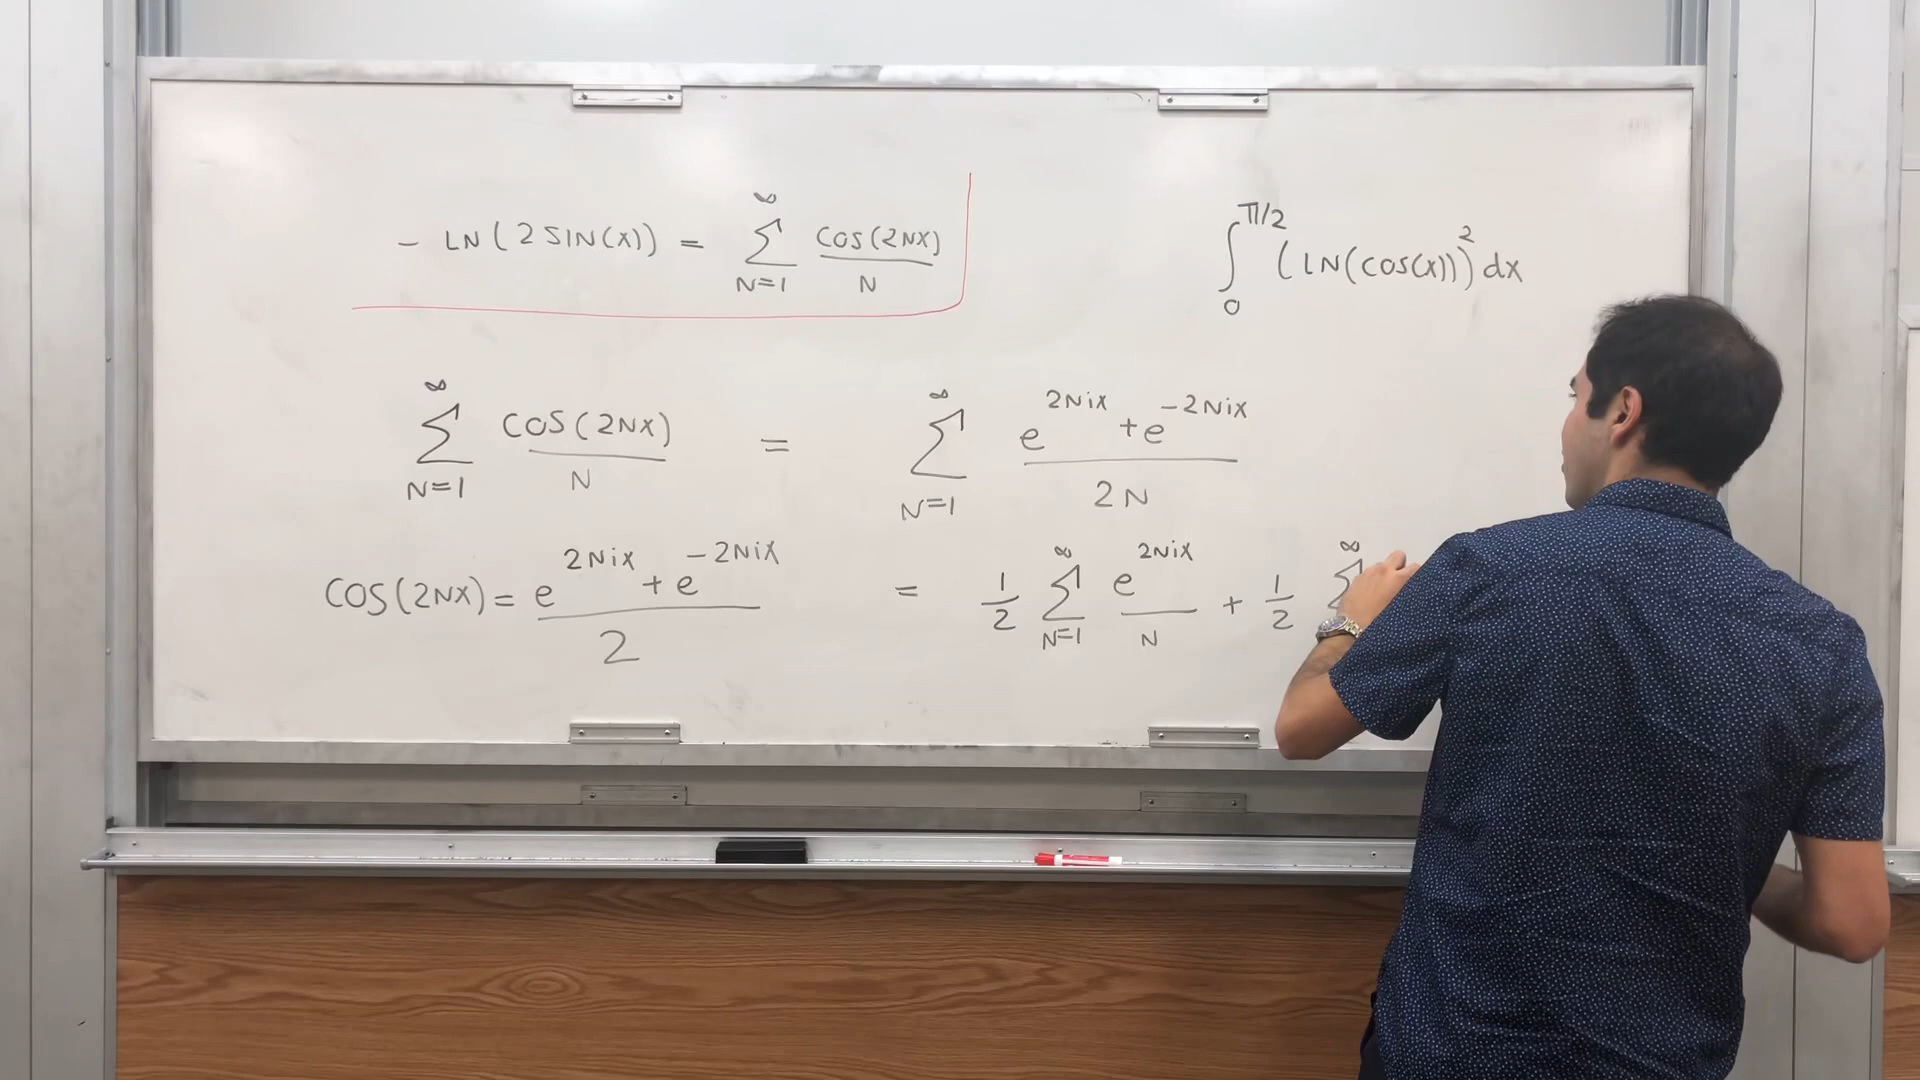 - LN(2 SIN(X)) = ∞ Σ N=1 COS(2NX) / N
∫ 0 π/2 (LN(COS(X)))² dx
∞ Σ N=1 COS(2NX) / N = ∞ Σ N=1 e^{2Nix} + e^{-2Nix} / 2N
COS(2NX) = e^{2Nix} + e^{-2Nix} / 2
= 1/2 ∞ Σ N=1 e^{2Nix} / N + 1/2 ∞ Σ